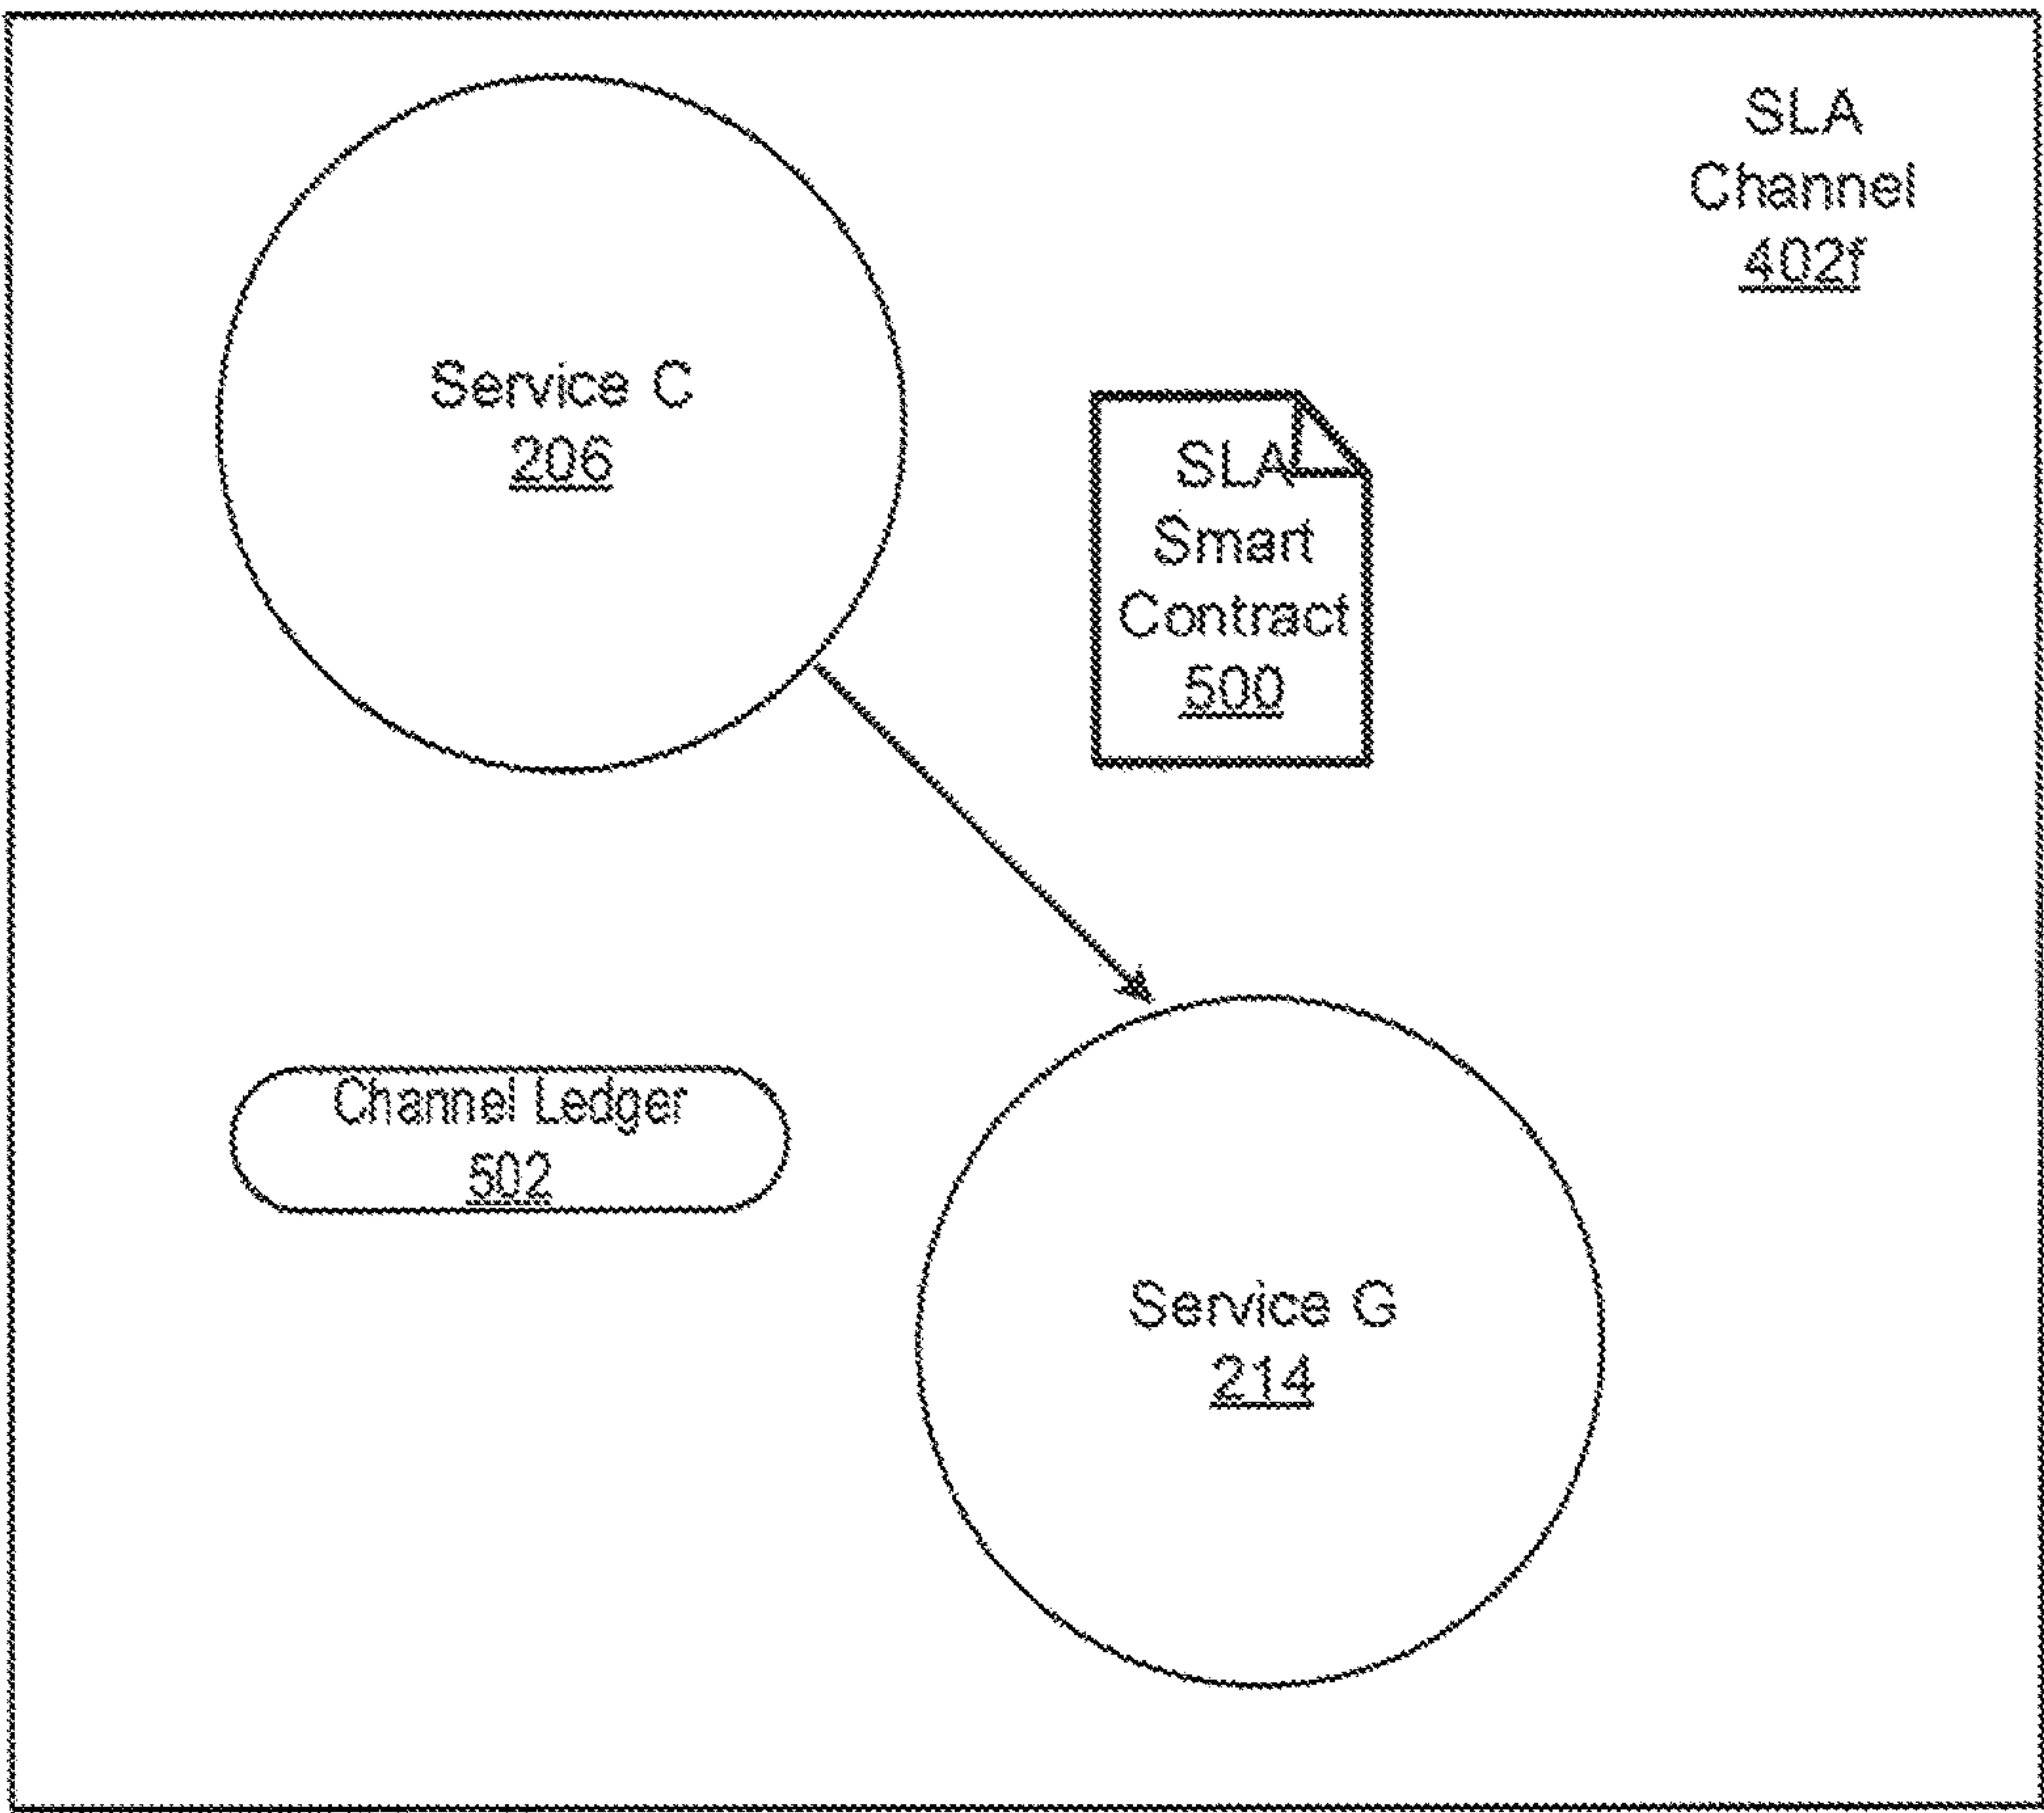 SLA
Channel
402f
Service C
206
SLA
Smart
Contract
500
Channel Ledger
502
Service G
214